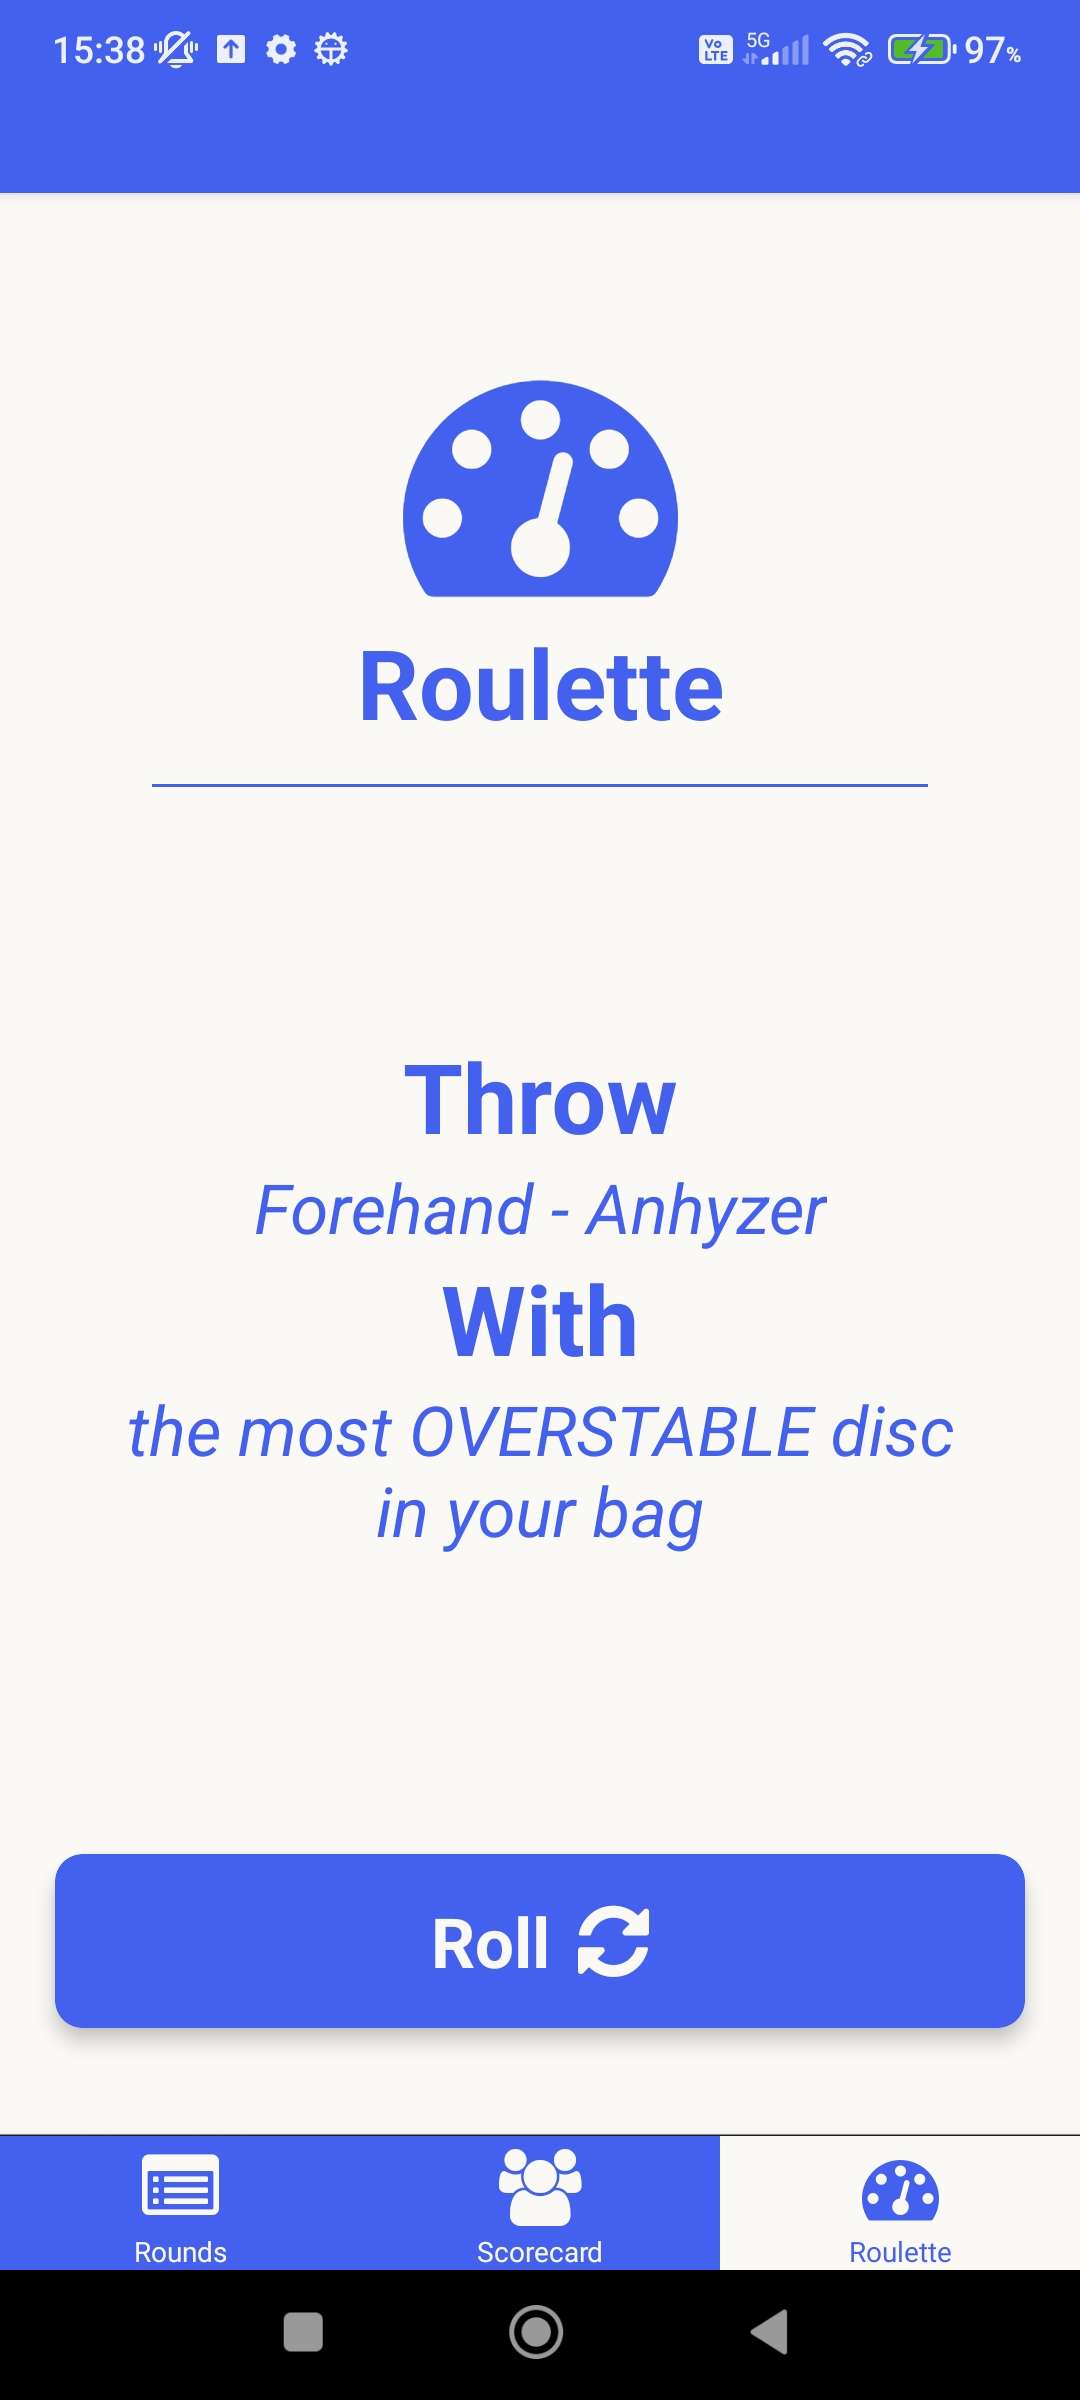 15:38 Vo LTE 5G 97%
Roulette
Throw
Forehand - Anhyzer
With
the most OVERSTABLE disc
in your bag
Roll
Rounds Scorecard Roulette